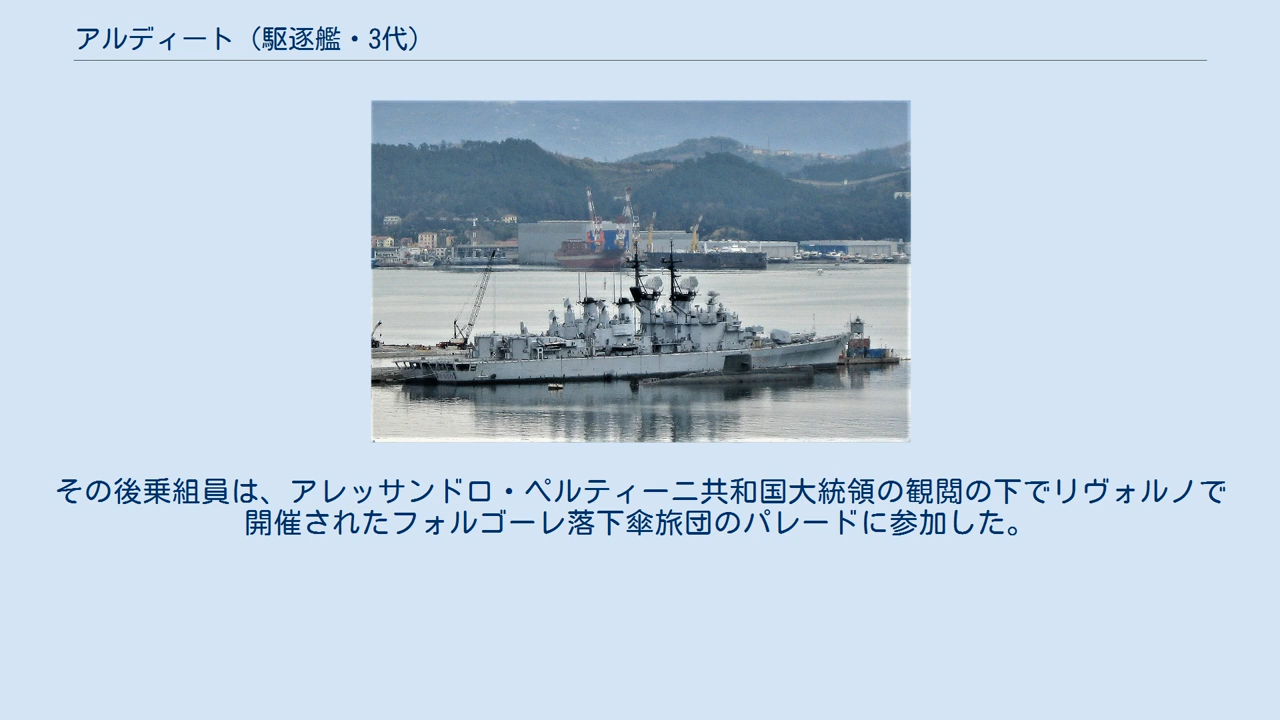 アルディート（駆逐艦・3代）
その後乗組員は、アレッサンドロ・ペルティーニ共和国大統領の観閲の下でリヴォルノで
開催されたフォルゴーレ落下傘旅団のパレードに参加した。